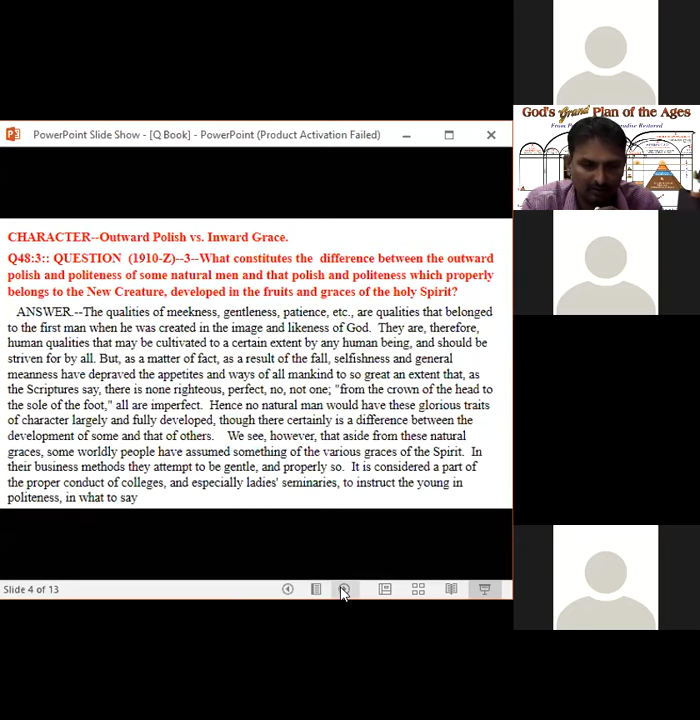 PowerPoint Slide Show - [Q Book] - PowerPoint (Product Activation Failed)
CHARACTER--Outward Polish vs. Inward Grace.
Q48:3:: QUESTION (1910-Z)--3--What constitutes the difference between the outward
polish and politeness of some natural men and that polish and politeness which properly
belongs to the New Creature, developed in the fruits and graces of the holy Spirit?
ANSWER.--The qualities of meekness, gentleness, patience, etc., are qualities that belonged
to the first man when he was created in the image and likeness of God. They are, therefore,
human qualities that may be cultivated to a certain extent by any human being, and should be
striven for by all. But, as a matter of fact, as a result of the fall, selfishness and general
meanness have depraved the appetites and ways of all mankind to so great an extent that, as
the Scriptures say, there is none righteous, perfect, no, not one; "from the crown of the head to
the sole of the foot," all are imperfect. Hence no natural man would have these glorious traits
of character largely and fully developed, though there certainly is a difference between the
development of some and that of others. We see, however, that aside from these natural
graces, some worldly people have assumed something of the various graces of the Spirit. In
their business methods they attempt to be gentle, and properly so. It is considered a part of
the proper conduct of colleges, and especially ladies' seminaries, to instruct the young in
politeness, in what to say
Slide 4 of 13
God's Grand Plan of the Ages